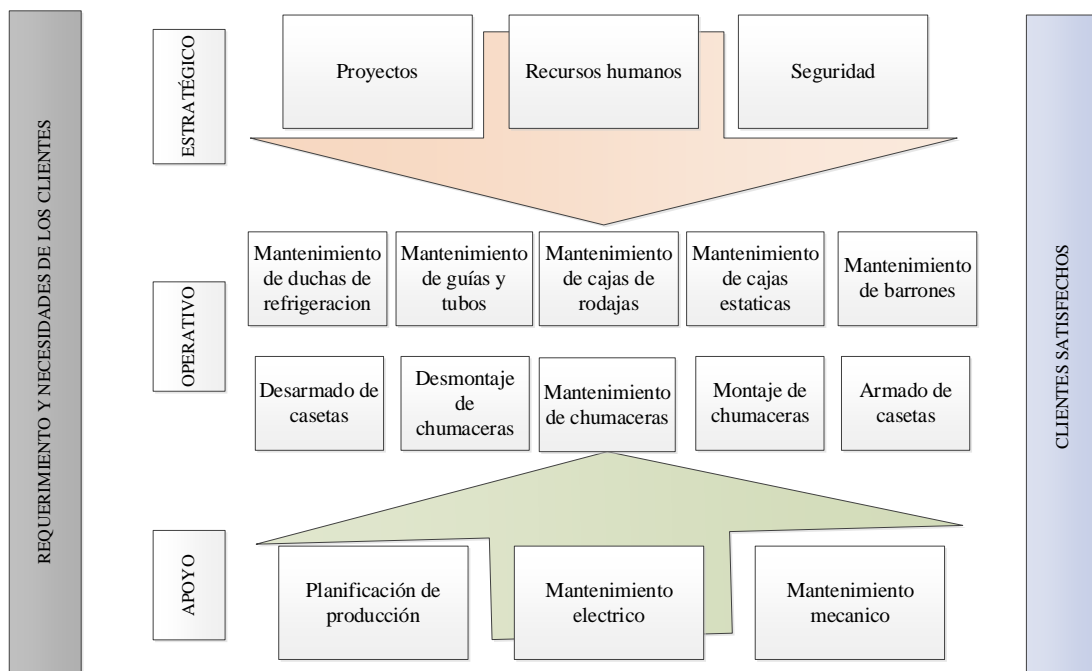 REQUERIMIENTO Y NECESIDADES DE LOS CLIENTES
ESTRATÉGICO
Proyectos
Recursos humanos
Seguridad
OPERATIVO
Mantenimiento
de duchas de
refrigeracion
Mantenimiento
de guías y
tubos
Mantenimiento
de cajas de
rodajas
Mantenimiento
de cajas
estaticas
Mantenimiento
de barrones
Desarmado de
casetas
Desmontaje
de
chumaceras
Mantenimiento
de chumaceras
Montaje de
chumaceras
Armado de
casetas
APOYO
Planificación de
producción
Mantenimiento
electrico
Mantenimiento
mecanico
CLIENTES SATISFECHOS